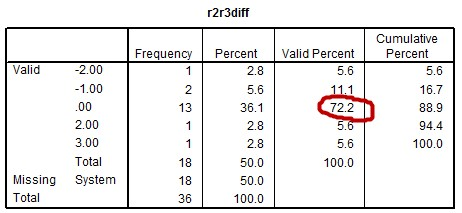 r2r3diff
Frequency Percent Valid Percent Cumulative Percent
Valid -2.00 1 2.8 5.6 5.6
-1.00 2 5.6 11.1 16.7
.00 13 36.1 72.2 88.9
2.00 1 2.8 5.6 94.4
3.00 1 2.8 5.6 100.0
Total 18 50.0 100.0
Missing System 18 50.0
Total 36 100.0